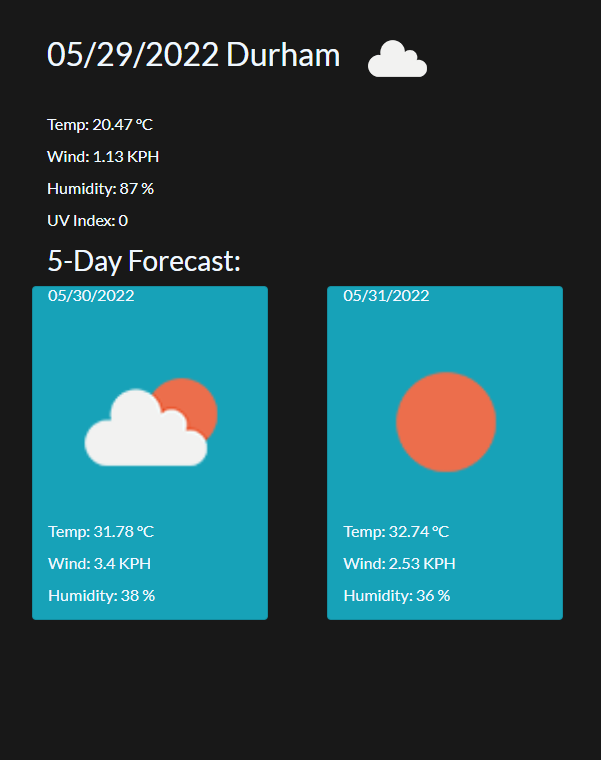 05/29/2022 Durham
Temp: 20.47 °C
Wind: 1.13 KPH
Humidity: 87 %
UV Index: 0
5-Day Forecast:
05/30/2022
Temp: 31.78 °C
Wind: 3.4 KPH
Humidity: 38 %
05/31/2022
Temp: 32.74 °C
Wind: 2.53 KPH
Humidity: 36 %